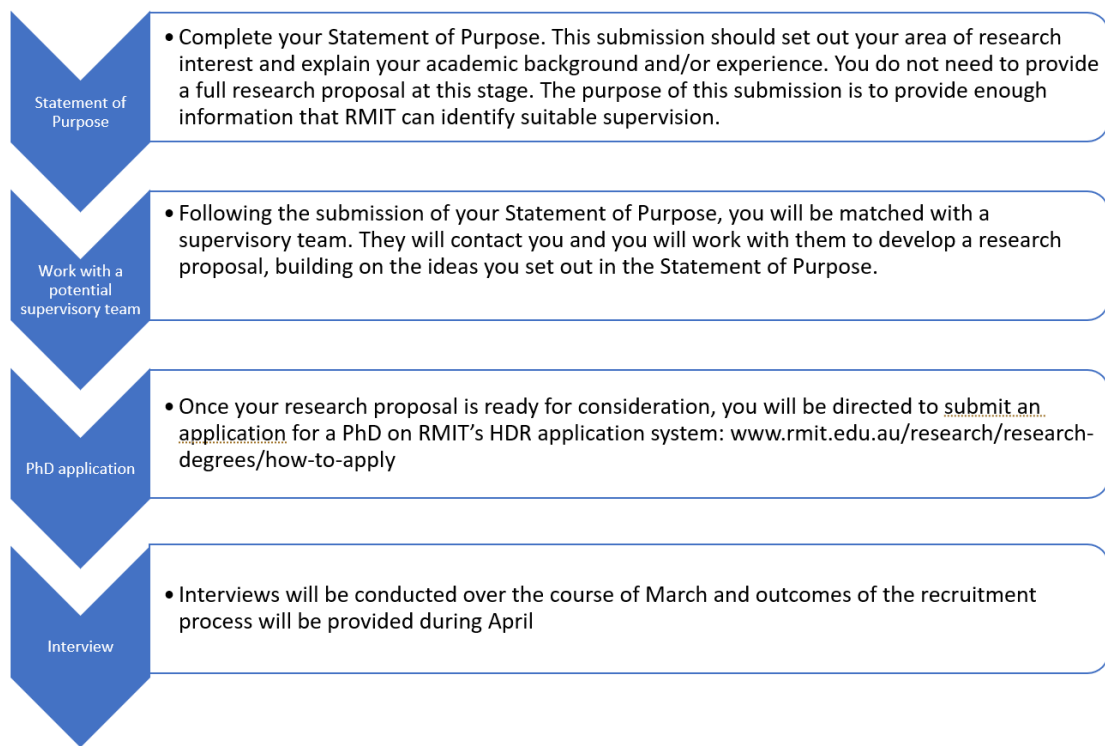 Statement of
Purpose
• Complete your Statement of Purpose. This submission should set out your area of research
interest and explain your academic background and/or experience. You do not need to provide
a full research proposal at this stage. The purpose of this submission is to provide enough
information that RMIT can identify suitable supervision.
Work with a
potential
supervisory team
• Following the submission of your Statement of Purpose, you will be matched with a
supervisory team. They will contact you and you will work with them to develop a research
proposal, building on the ideas you set out in the Statement of Purpose.
PhD application
• Once your research proposal is ready for consideration, you will be directed to submit an
application for a PhD on RMIT’s HDR application system: www.rmit.edu.au/research/research-
degrees/how-to-apply
Interview
• Interviews will be conducted over the course of March and outcomes of the recruitment
process will be provided during April